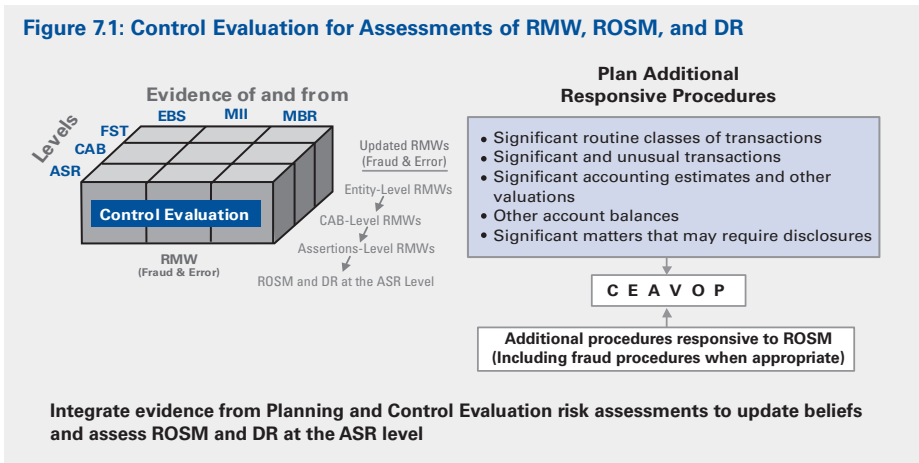 Figure 7.1: Control Evaluation for Assessments of RMW, ROSM, and DR
Evidence of and from
EBS MII MBR
Levels
FST
CAB
ASR
Control Evaluation
RMW
(Fraud & Error)
Updated RMWs
(Fraud & Error)
Entity-Level RMWs
CAB-Level RMWs
Assertions-Level RMWs
ROSM and DR at the ASR Level
Plan Additional
Responsive Procedures
• Significant routine classes of transactions
• Significant and unusual transactions
• Significant accounting estimates and other
valuations
• Other account balances
• Significant matters that may require disclosures
C E A V O P
Additional procedures responsive to ROSM
(Including fraud procedures when appropriate)
Integrate evidence from Planning and Control Evaluation risk assessments to update beliefs
and assess ROSM and DR at the ASR level